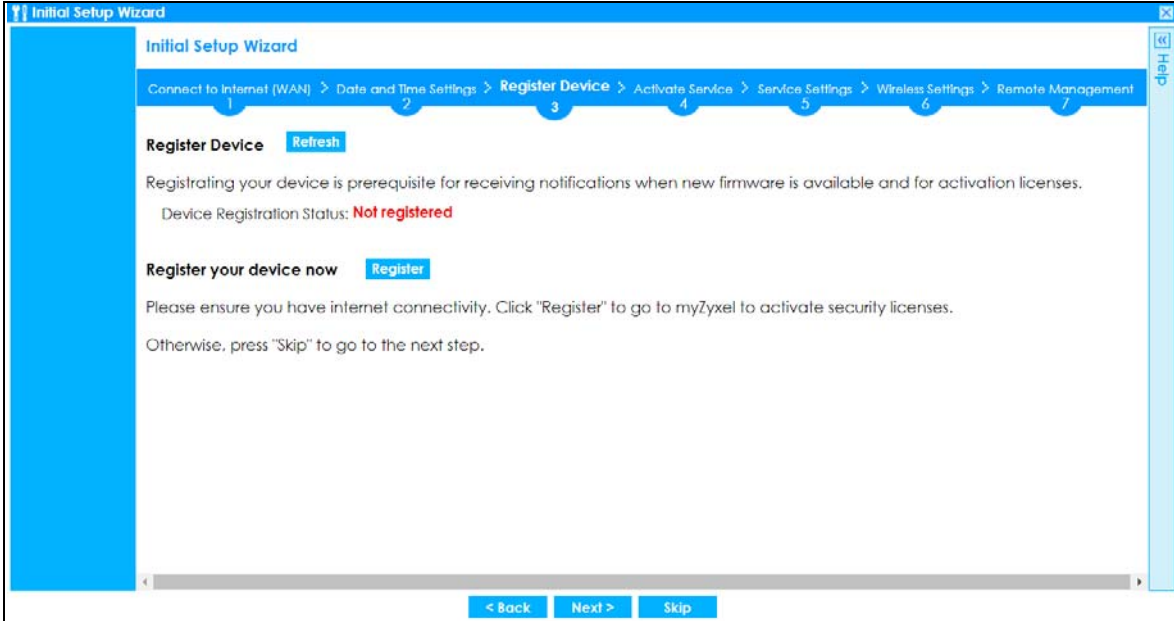 Initial Setup Wizard
Help
Initial Setup Wizard
Connect to Internet (WAN) > Date and Time Settings > Register Device > Activate Service > Service Settings > Wireless Settings > Remote Management
1 2 3 4 5 6 7
Register Device Refresh
Registrating your device is prerequisite for receiving notifications when new firmware is available and for activation licenses.
Device Registration Status: Not registered
Register your device now Register
Please ensure you have internet connectivity. Click "Register" to go to myZyxel to activate security licenses.
Otherwise, press "Skip" to go to the next step.
< Back Next > Skip